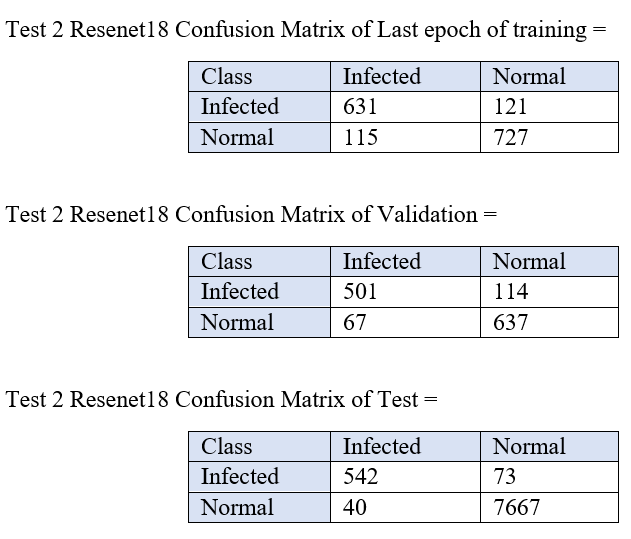 Test 2 Resenet18 Confusion Matrix of Last epoch of training =
Class Infected Normal
Infected 631 121
Normal 115 727
Test 2 Resenet18 Confusion Matrix of Validation =
Class Infected Normal
Infected 501 114
Normal 67 637
Test 2 Resenet18 Confusion Matrix of Test =
Class Infected Normal
Infected 542 73
Normal 40 7667